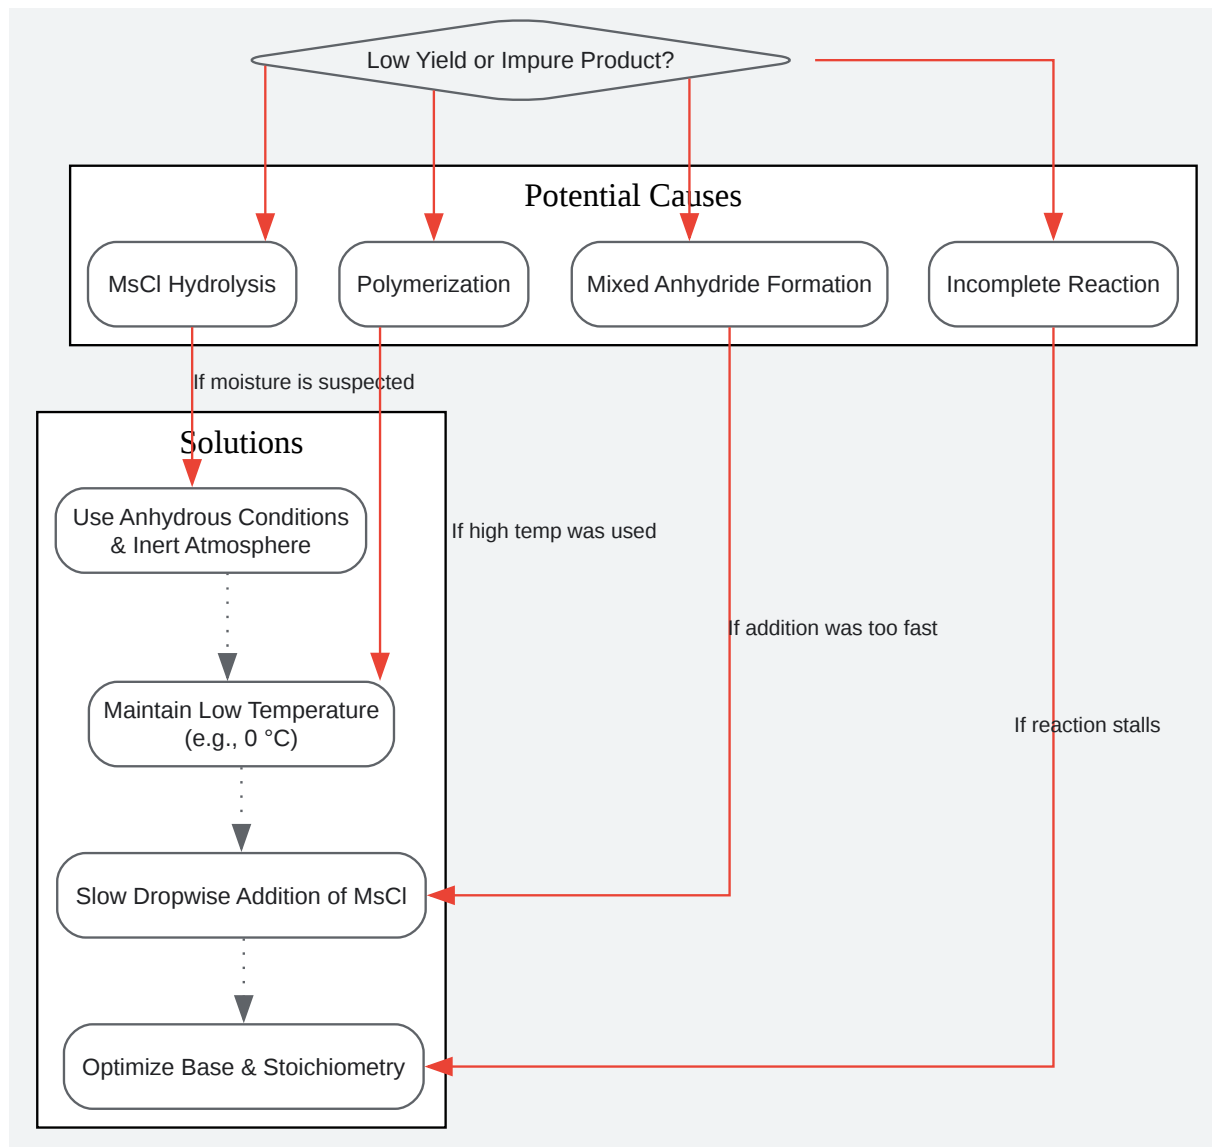 Low Yield or Impure Product?
Potential Causes
MsCl Hydrolysis
Polymerization
Mixed Anhydride Formation
Incomplete Reaction
If moisture is suspected
Solutions
Use Anhydrous Conditions
& Inert Atmosphere
If high temp was used
If addition was too fast
Maintain Low Temperature
(e.g., 0 °C)
If reaction stalls
Slow Dropwise Addition of MsCl
Optimize Base & Stoichiometry